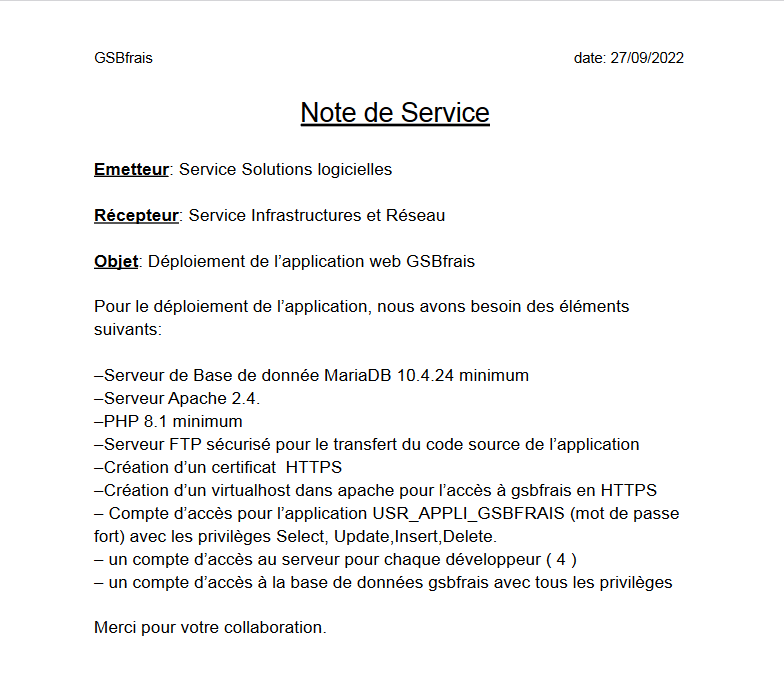 GSBfrais date: 27/09/2022
Note de Service
Emetteur: Service Solutions logicielles
Récepteur: Service Infrastructures et Réseau
Objet: Déploiement de l’application web GSBfrais
Pour le déploiement de l’application, nous avons besoin des éléments
suivants:
–Serveur de Base de donnée MariaDB 10.4.24 minimum
–Serveur Apache 2.4.
–PHP 8.1 minimum
–Serveur FTP sécurisé pour le transfert du code source de l’application
–Création d’un certificat  HTTPS
–Création d’un virtualhost dans apache pour l’accès à gsbfrais en HTTPS
– Compte d’accès pour l’application USR_APPLI_GSBFRAIS (mot de passe
fort) avec les privilèges Select, Update,Insert,Delete.
– un compte d’accès au serveur pour chaque développeur ( 4 )
– un compte d’accès à la base de données gsbfrais avec tous les privilèges
Merci pour votre collaboration.